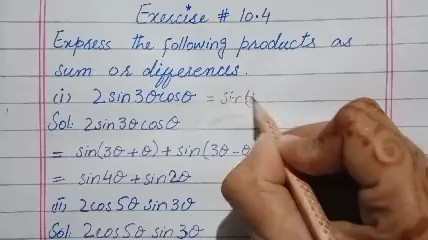 Exercise # 10.4
Express the following products as
sum or differences.
(i) 2sin3θcosθ = sin(
Sol: 2sin3θcosθ
= sin(3θ+θ) + sin(3θ-θ
= sin4θ + sin2θ
(ii) 2cos5θ sin3θ
Sol: 2cos5θ sin3θ